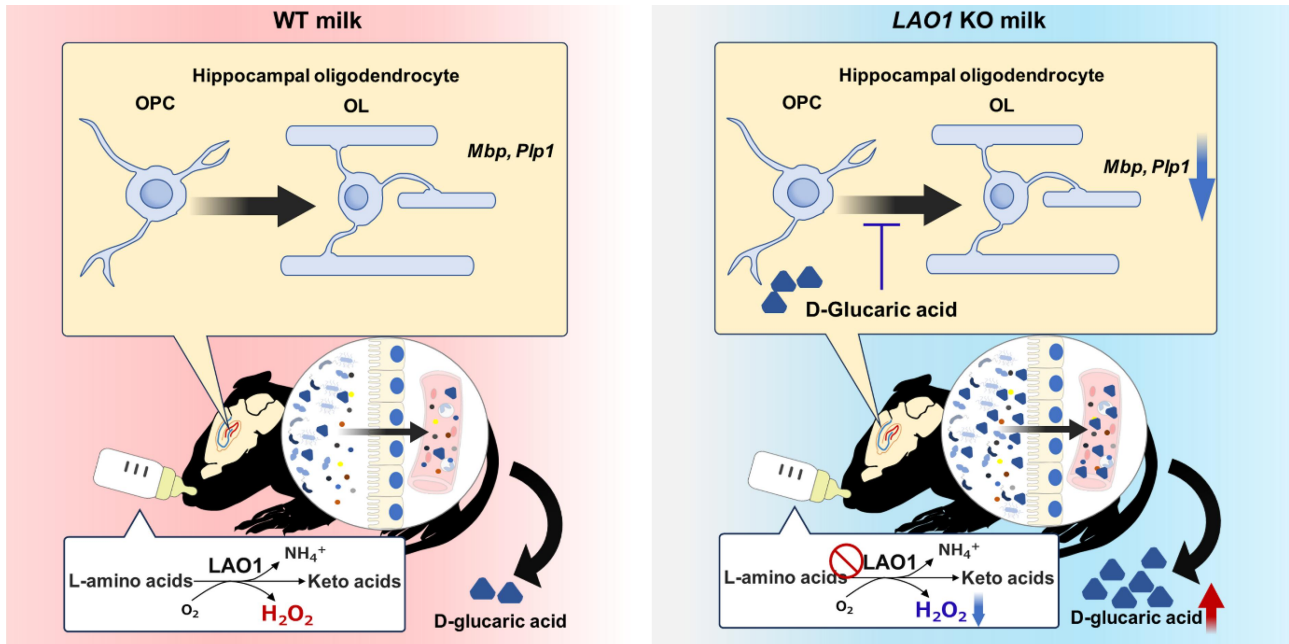 WT milk
Hippocampal oligodendrocyte
OPC
OL
Mbp, Plp1
LAO1
NH₄⁺
L-amino acids
Keto acids
O₂
H₂O₂
D-glucaric acid
LAO1 KO milk
Hippocampal oligodendrocyte
OPC
OL
Mbp, Plp1
D-Glucaric acid
LAO1
NH₄⁺
L-amino acids
Keto acids
O₂
H₂O₂
D-glucaric acid